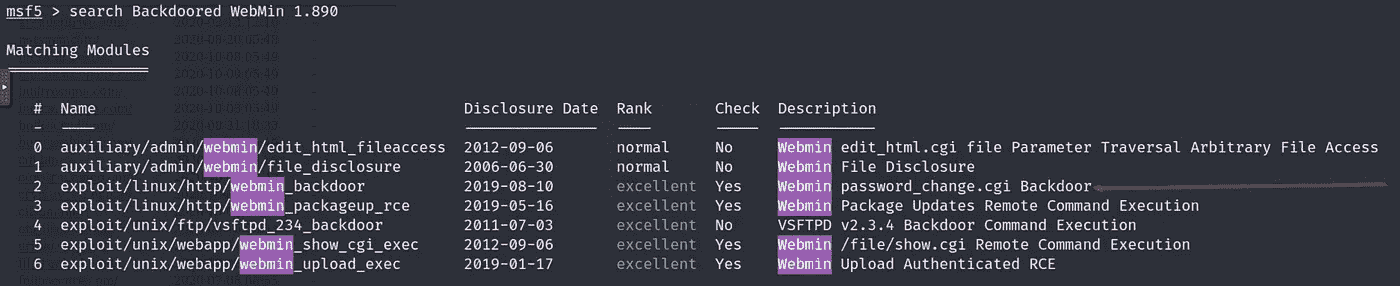 msf5 > search Backdoored WebMin 1.890
Matching Modules
# Name Disclosure Date Rank Check Description
- ---- --------------- ---- ----- -----------
0 auxiliary/admin/webmin/edit_html_fileaccess 2012-09-06 normal No Webmin edit_html.cgi file Parameter Traversal Arbitrary File Access
1 auxiliary/admin/webmin/file_disclosure 2006-06-30 normal No Webmin File Disclosure
2 exploit/linux/http/webmin_backdoor 2019-08-10 excellent Yes Webmin password_change.cgi Backdoor
3 exploit/linux/http/webmin_packageup_rce 2019-05-16 excellent Yes Webmin Package Updates Remote Command Execution
4 exploit/unix/ftp/vsftpd_234_backdoor 2011-07-03 excellent No VSFTPD v2.3.4 Backdoor Command Execution
5 exploit/unix/webapp/webmin_show_cgi_exec 2012-09-06 excellent Yes Webmin /file/show.cgi Remote Command Execution
6 exploit/unix/webapp/webmin_upload_exec 2019-01-17 excellent Yes Webmin Upload Authenticated RCE